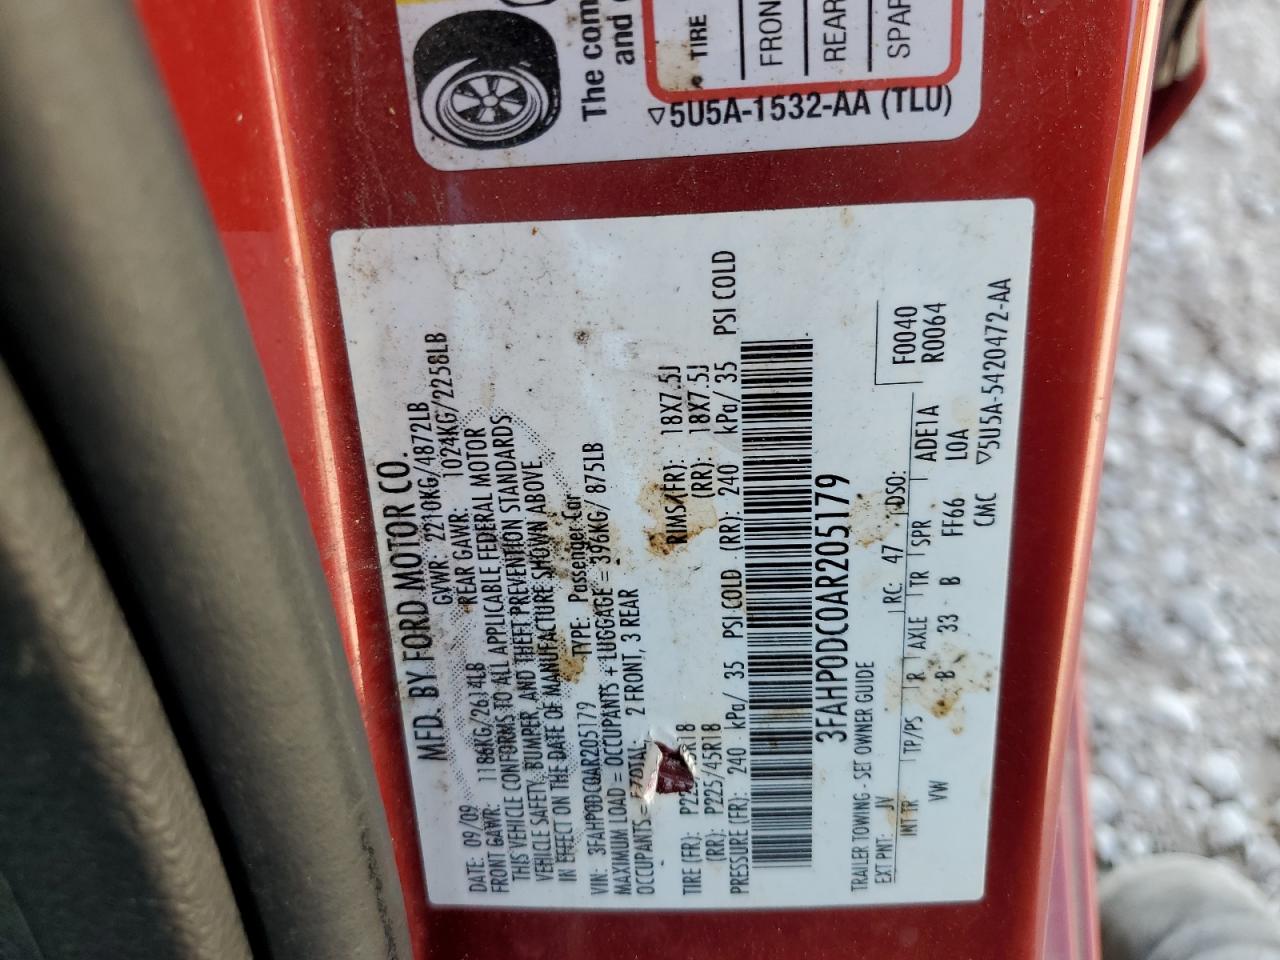 The com
and
TIRE
FRON
REAR
SPAR
5U5A-1532-AA (TLU)
MFD. BY FORD MOTOR CO.
DATE: 09/09 GVWR: 2210KG/4872LB
FRONT GAWR: 1186KG/2614LB REAR GAWR: 1024KG/2258LB
THIS VEHICLE CONFORMS TO ALL APPLICABLE FEDERAL MOTOR
VEHICLE SAFETY, BUMPER, AND THEFT PREVENTION STANDARDS
IN EFFECT ON THE DATE OF MANUFACTURE SHOWN ABOVE
VIN: 3FAHP0DC0AR205179 TYPE: Passenger Car
MAXIMUM LOAD = OCCUPANTS + LUGGAGE = 396KG/ 875LB
OCCUPANTS = 2 FRONT, 3 REAR
TIRE(FR): RIMS(FR): 18X7.5J
(RR): P225/45R18 (RR): 18X7.5J
PRESSURE (FR): 240 kPa/ 35 PSI COLD (RR): 240 kPa/ 35 PSI COLD
3FAHP0DC0AR205179
F0040
R0064
TRAILER TOWING - SEE OWNER GUIDE
EXT PNT: JV RC: 47 DSO:
INT TR TP/PS R AXLE TR SPR ADE1A
VW B 33 B FF66 L0A
CMC 5U5A-5420472-AA